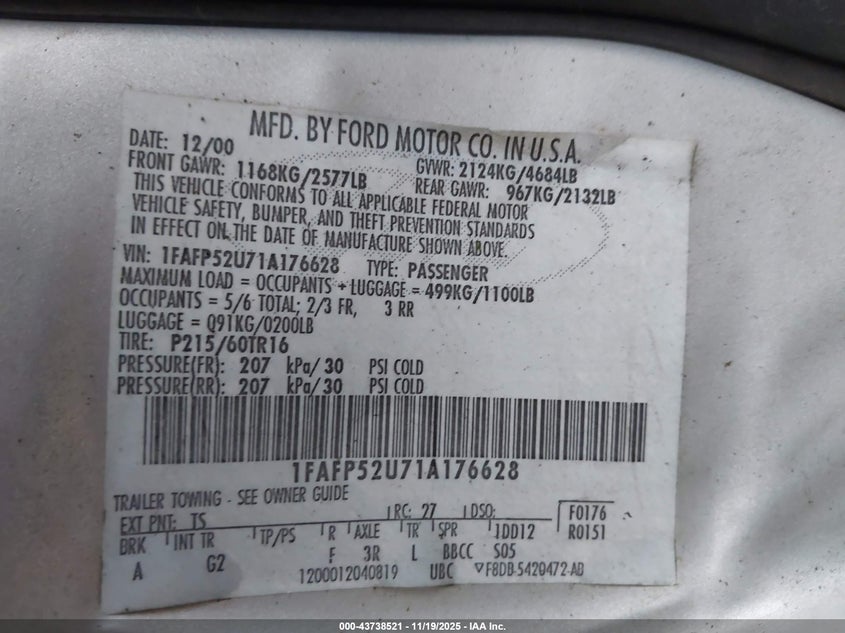 MFD. BY FORD MOTOR CO. IN U.S.A.
DATE: 12/00 GVWR: 2124KG/4684LB
FRONT GAWR: 1168KG/2577LB REAR GAWR: 967KG/2132LB
THIS VEHICLE CONFORMS TO ALL APPLICABLE FEDERAL MOTOR
VEHICLE SAFETY, BUMPER, AND THEFT PREVENTION STANDARDS
IN EFFECT ON THE DATE OF MANUFACTURE SHOWN ABOVE.
VIN: 1FAFP52U71A176628 TYPE: PASSENGER
MAXIMUM LOAD = OCCUPANTS + LUGGAGE = 499KG/1100LB
OCCUPANTS = 5/6 TOTAL; 2/3 FR, 3 RR
LUGGAGE = 091KG/0200LB
TIRE: P215/60TR16
PRESSURE(FR): 207 kPa/30 PSI COLD
PRESSURE(RR): 207 kPa/30 PSI COLD
1FAFP52U71A176628
TRAILER TOWING - SEE OWNER GUIDE
EXT PNT: TS RC: 27 DSO: F0176
BRK INT TR TP/PS R AXLE TR SPR 1DD12 R0151
A G2 F 3R L BBCC S05
1200012040819 UBC ▽F8DB-5420472-AB
000-43738521 | 11/19/2025 - IAA Inc.